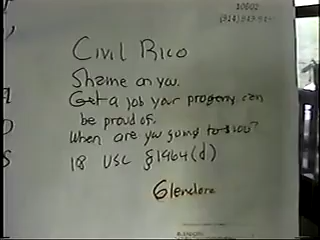 10602
Civil Rico
Shame on you.
Get a job your progeny can
be proud of.
When are you going to
18 USC §1964(d)
Glendora